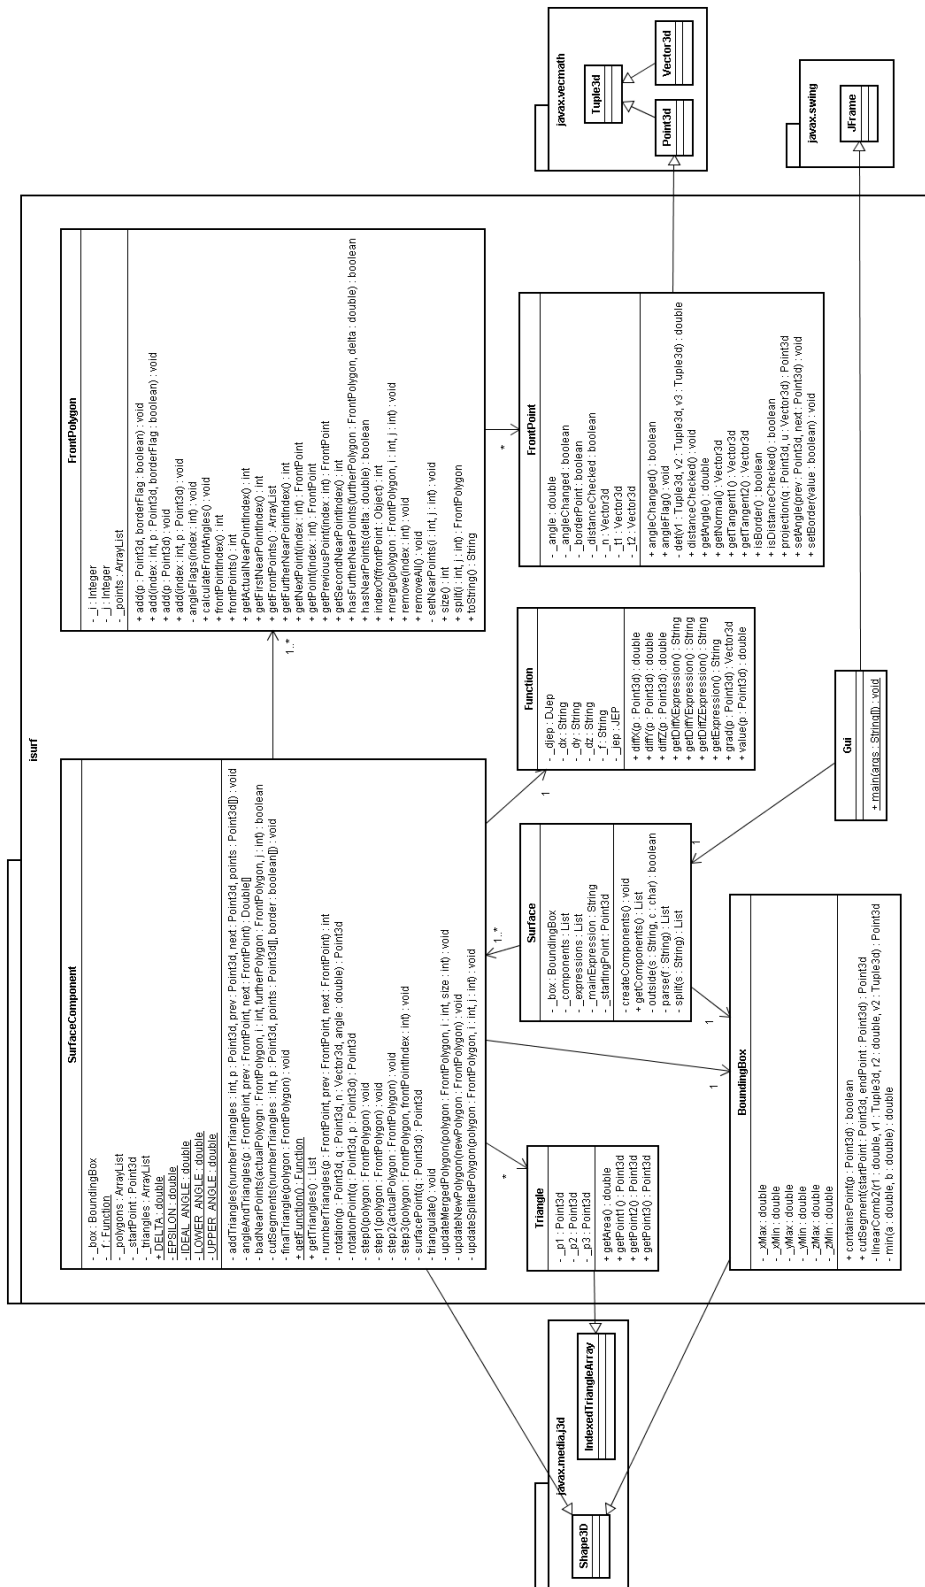 isurf
SurfaceComponent
- _box : BoundingBox
- _f : Function
- _polygons : ArrayList
- _startPoint : Point3d
- _triangles : ArrayList
+ DELTA : double
- EPSILON : double
- IDEAL_ANGLE : double
- LOWER_ANGLE : double
- UPPER_ANGLE : double
- addTriangles(numberTriangles : int, p : Point3d, prev : Point3d, next : Point3d, points : Point3d[]) : void
- angleAndTriangles(p : FrontPoint, prev : FrontPoint, next : FrontPoint) : Double[]
- badNearPoints(actualPolyogn : FrontPolygon, i : int, furtherPolygon : FrontPolygon, j : int) : boolean
- cutSegments(numberTriangles : int, p : Point3d, points : Point3d[], border : boolean[]) : void
- finalTriangle(polygon : FrontPolygon) : void
+ getFunction() : Function
+ getTriangles() : List
- numberTriangles(p : FrontPoint, prev : FrontPoint, next : FrontPoint) : int
- rotation(p : Point3d, q : Point3d, n : Vector3d, angle : double) : Point3d
- rotationPoint(q : Point3d, p : Point3d) : Point3d
- step0(polygon : FrontPolygon) : void
- step1(polygon : FrontPolygon) : void
- step2(actualPolygon : FrontPolygon) : void
- step3(polygon : FrontPolygon, frontPointIndex : int) : void
- surfacePoint(q : Point3d) : Point3d
- triangulate() : void
- updateMergedPolygon(polygon : FrontPolygon, i : int, size : int) : void
- updateNewPolygon(newPolygon : FrontPolygon) : void
- updateSplitedPolygon(polygon : FrontPolygon, i : int, j : int) : void
1..*
FrontPolygon
- _i : Integer
- _j : Integer
- _points : ArrayList
+ add(p : Point3d, borderFlag : boolean) : void
+ add(index : int, p : Point3d, borderFlag : boolean) : void
+ add(p : Point3d) : void
+ add(index : int, p : Point3d) : void
- angleFlags(index : int) : void
+ calculateFrontAngles() : void
+ frontPointIndex() : int
+ frontPoints() : int
+ getActualNearPointIndex() : int
+ getFirstNearPointIndex() : int
+ getFrontPoints() : ArrayList
+ getFurtherNearPointIndex() : int
+ getNextPoint(index : int) : FrontPoint
+ getPoint(index : int) : FrontPoint
+ getPreviousPoint(index : int) : FrontPoint
+ getSecondNearPointIndex() : int
+ hasFurtherNearPoints(furtherPolygon : FrontPolygon, delta : double) : boolean
+ hasNearPoints(delta : double) : boolean
+ indexOf(frontPoint : Object) : int
+ merge(polygon : FrontPolygon, i : int, j : int) : void
+ remove(index : int) : void
+ removeAll() : void
- setNearPoints(i : int, j : int) : void
+ size() : int
+ split(i : int, j : int) : FrontPolygon
+ toString() : String
*
Triangle
- _p1 : Point3d
- _p2 : Point3d
- _p3 : Point3d
+ getArea() : double
+ getPoint1() : Point3d
+ getPoint2() : Point3d
+ getPoint3() : Point3d
*
1
1..*
Surface
- _box : BoundingBox
- _components : List
- _expressions : List
- _mainExpression : String
- _startingPoint : Point3d
- createComponents() : void
+ getComponents() : List
- outside(s : String, c : char) : boolean
- parse(f : String) : List
- split(s : String) : List
1
1
1
Function
- _djep : DJep
- _dx : String
- _dy : String
- _dz : String
- _f : String
- _jep : JEP
+ diffX(p : Point3d) : double
+ diffY(p : Point3d) : double
+ diffZ(p : Point3d) : double
+ getDiffXExpression() : String
+ getDiffYExpression() : String
+ getDiffZExpression() : String
+ getExpression() : String
+ grad(p : Point3d) : Vector3d
+ value(p : Point3d) : double
FrontPoint
- _angle : double
- _angleChanged : boolean
- _borderPoint : boolean
- _distanceChecked : boolean
- _n : Vector3d
- _t1 : Vector3d
- _t2 : Vector3d
+ angleChanged() : boolean
+ angleFlag() : void
- det(v1 : Tuple3d, v2 : Tuple3d, v3 : Tuple3d) : double
+ distanceChecked() : void
+ getAngle() : double
+ getNormal() : Vector3d
+ getTangent1() : Vector3d
+ getTangent2() : Vector3d
+ isBorder() : boolean
+ isDistanceChecked() : boolean
+ projection(q : Point3d, u : Vector3d) : Point3d
+ setAngle(prev : Point3d, next : Point3d) : void
+ setBorder(value : boolean) : void
BoundingBox
- _xMax : double
- _xMin : double
- _yMax : double
- _yMin : double
- _zMax : double
- _zMin : double
+ containsPoint(p : Point3d) : boolean
+ cutSegment(startPoint : Point3d, endPoint : Point3d) : Point3d
- linearComb2(r1 : double, v1 : Tuple3d, r2 : double, v2 : Tuple3d) : Point3d
- min(a : double, b : double) : double
Gui
+ main(args : String[]) : void
javax.media.j3d
Shape3D
IndexedTriangleArray
javax.vecmath
Tuple3d
Point3d
Vector3d
javax.swing
JFrame